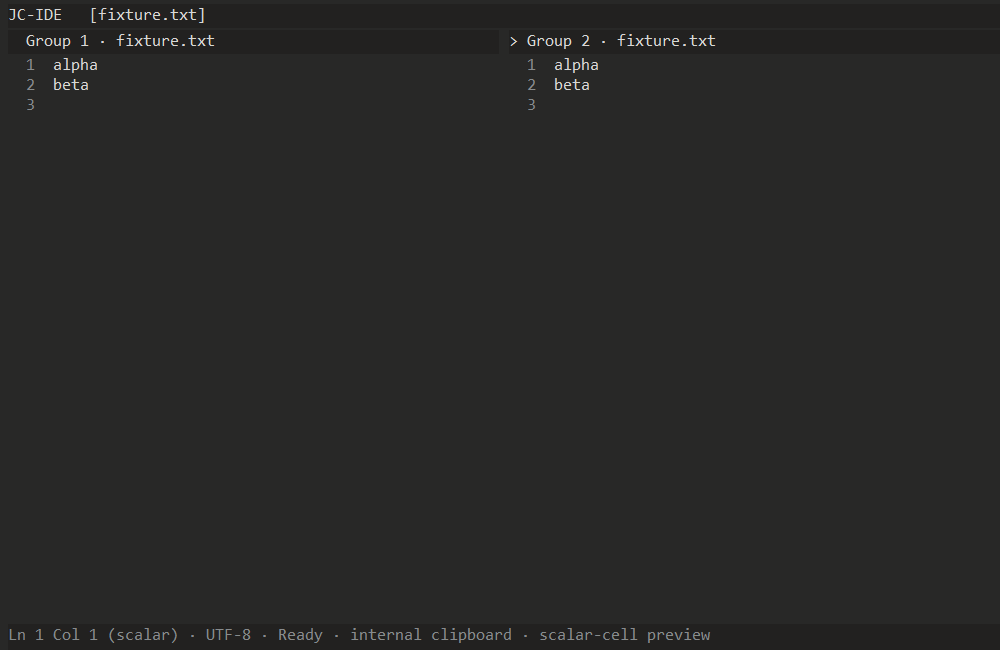 JC-IDE   [fixture.txt]
Group 1 · fixture.txt
1  alpha
2  beta
3
> Group 2 · fixture.txt
1  alpha
2  beta
3
Ln 1 Col 1 (scalar) · UTF-8 · Ready · internal clipboard · scalar-cell preview